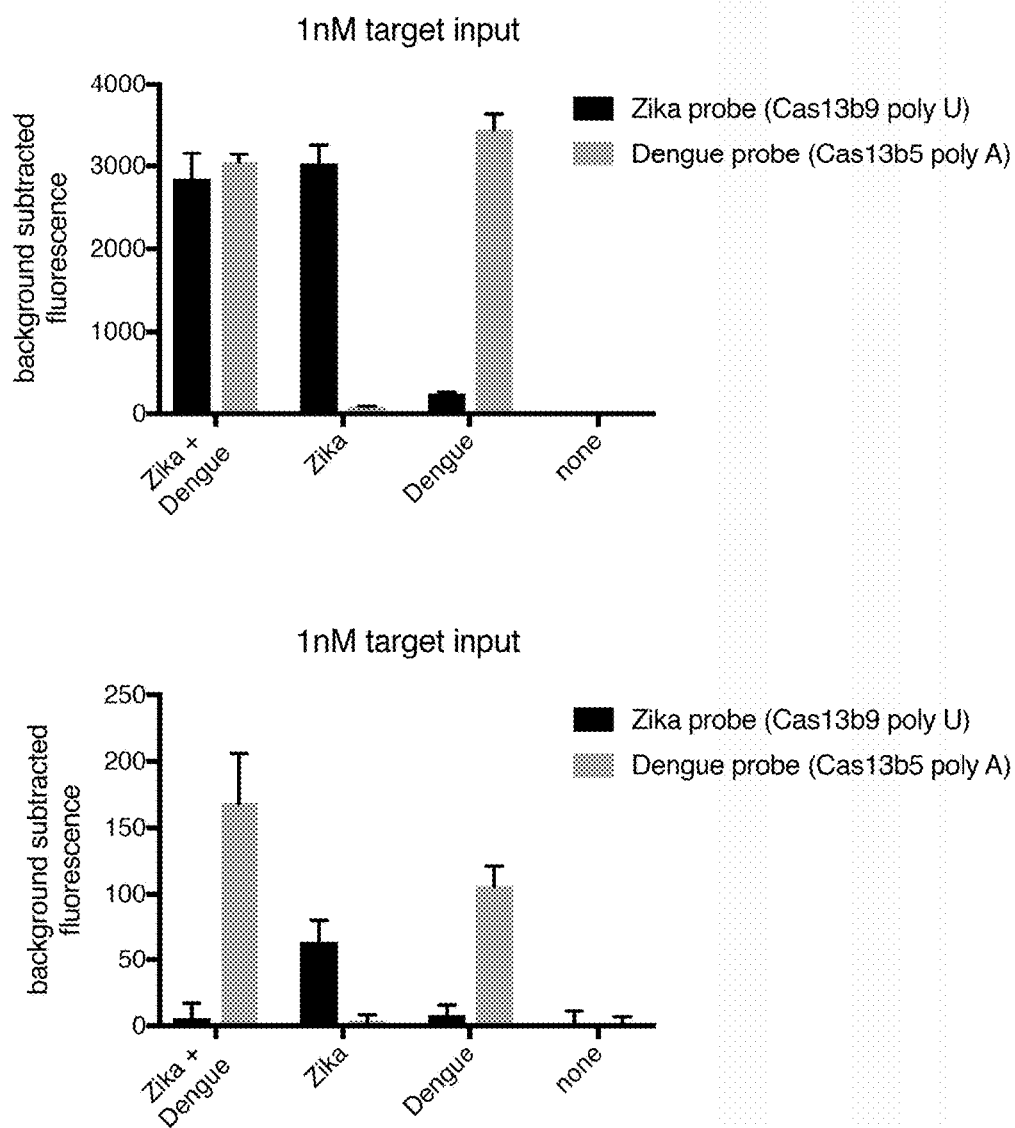 1nM target input
4000
3000
2000
1000
0
background subtracted
fluorescence
Zika probe (Cas13b9 poly U)
Dengue probe (Cas13b5 poly A)
Zika +
Dengue
Zika
Dengue
none
1nM target input
250
200
150
100
50
0
background subtracted
fluorescence
Zika probe (Cas13b9 poly U)
Dengue probe (Cas13b5 poly A)
Zika +
Dengue
Zika
Dengue
none